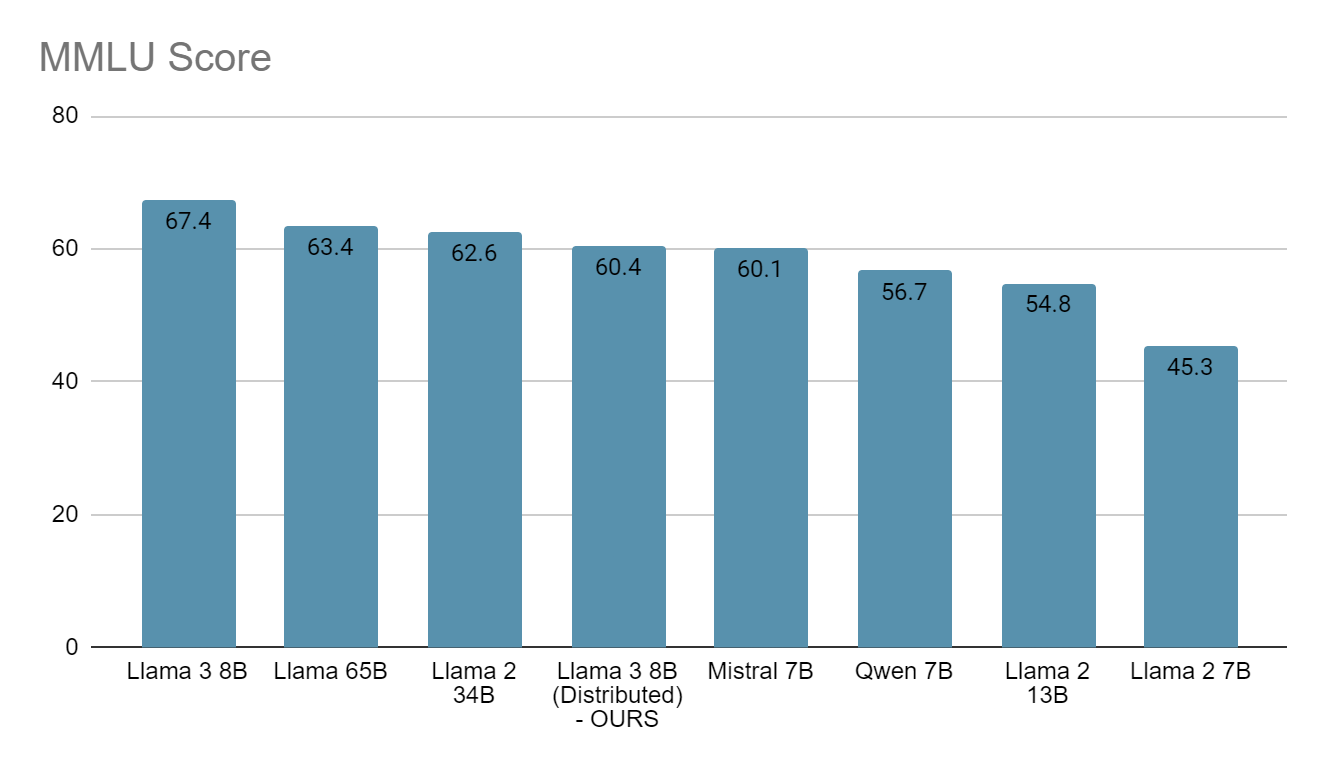 MMLU Score
80
60
40
20
0
67.4
63.4
62.6
60.4
60.1
56.7
54.8
45.3
Llama 3 8B
Llama 65B
Llama 2
34B
Llama 3 8B
(Distributed)
- OURS
Mistral 7B
Qwen 7B
Llama 2
13B
Llama 2 7B